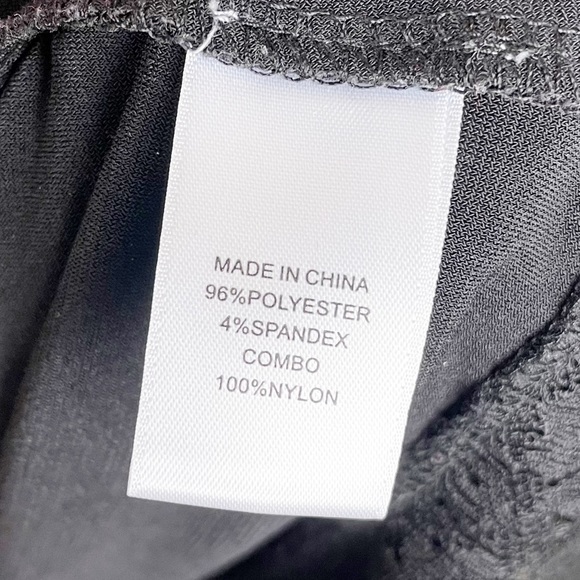 MADE IN CHINA
96%POLYESTER
4%SPANDEX
COMBO
100%NYLON